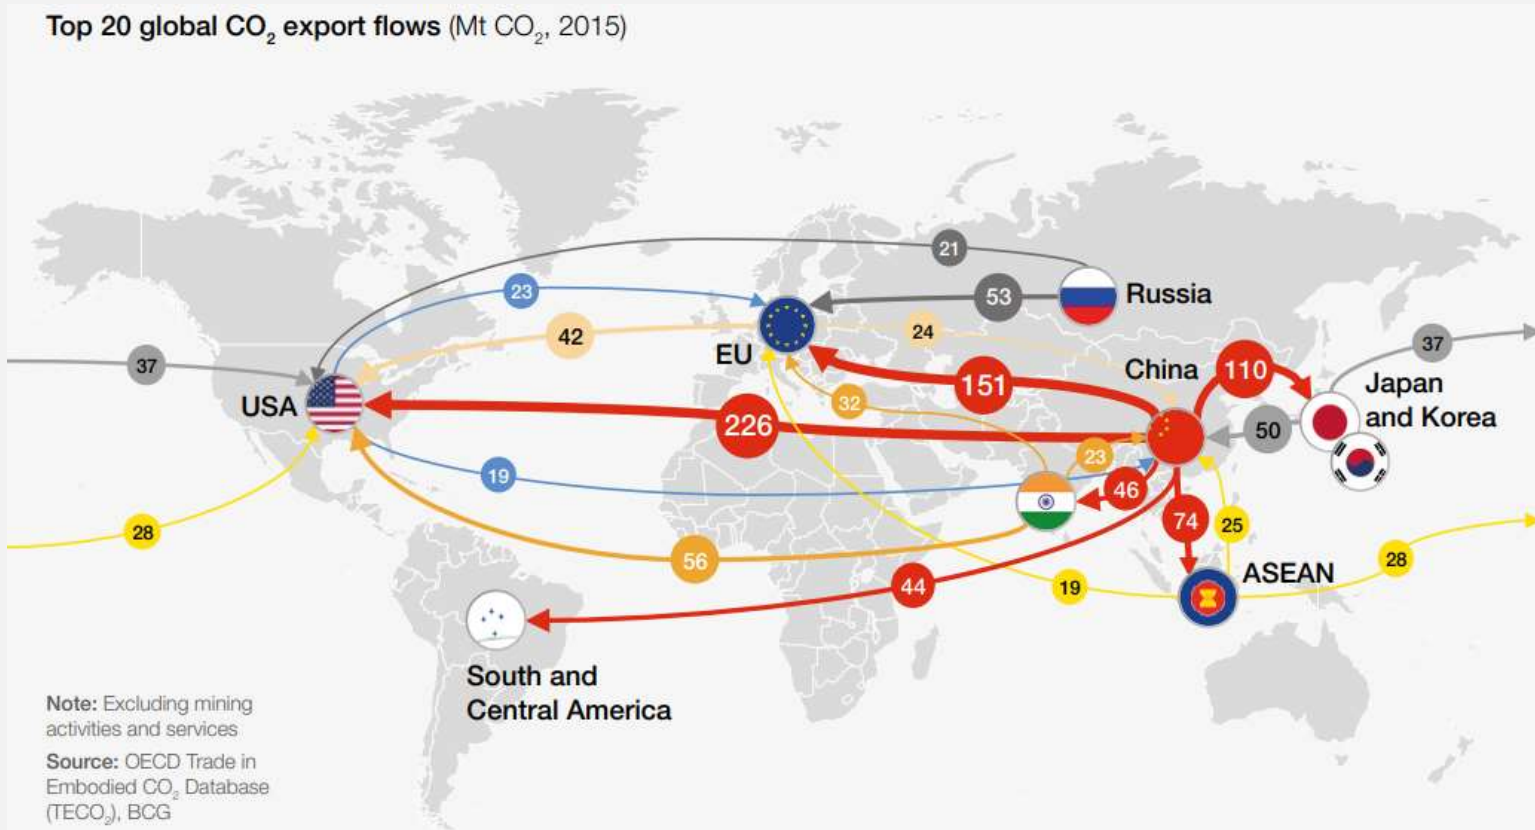 Top 20 global CO₂ export flows (Mt CO₂, 2015)
21
23
53
Russia
42
24
37
EU
China
110
37
151
Japan
and Korea
USA
32
226
50
23
19
46
74
25
28
56
28
ASEAN
44
19
South and
Central America
Note: Excluding mining
activities and services
Source: OECD Trade in
Embodied CO₂ Database
(TECO₂), BCG